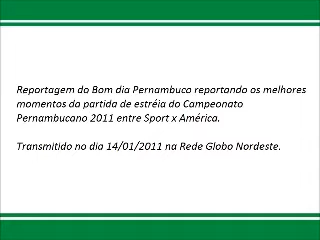 Reportagem do Bom dia Pernambuco reportando os melhores
momentos da partida de estréia do Campeonato
Pernambucano 2011 entre Sport x América.
Transmitido no dia 14/01/2011 na Rede Globo Nordeste.